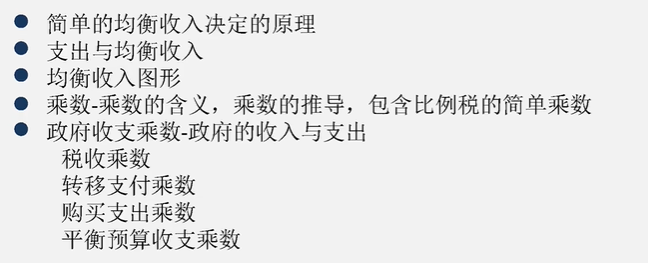 ● 简单的均衡收入决定的原理
● 支出与均衡收入
● 均衡收入图形
● 乘数-乘数的含义，乘数的推导，包含比例税的简单乘数
● 政府收支乘数-政府的收入与支出
税收乘数
转移支付乘数
购买支出乘数
平衡预算收支乘数